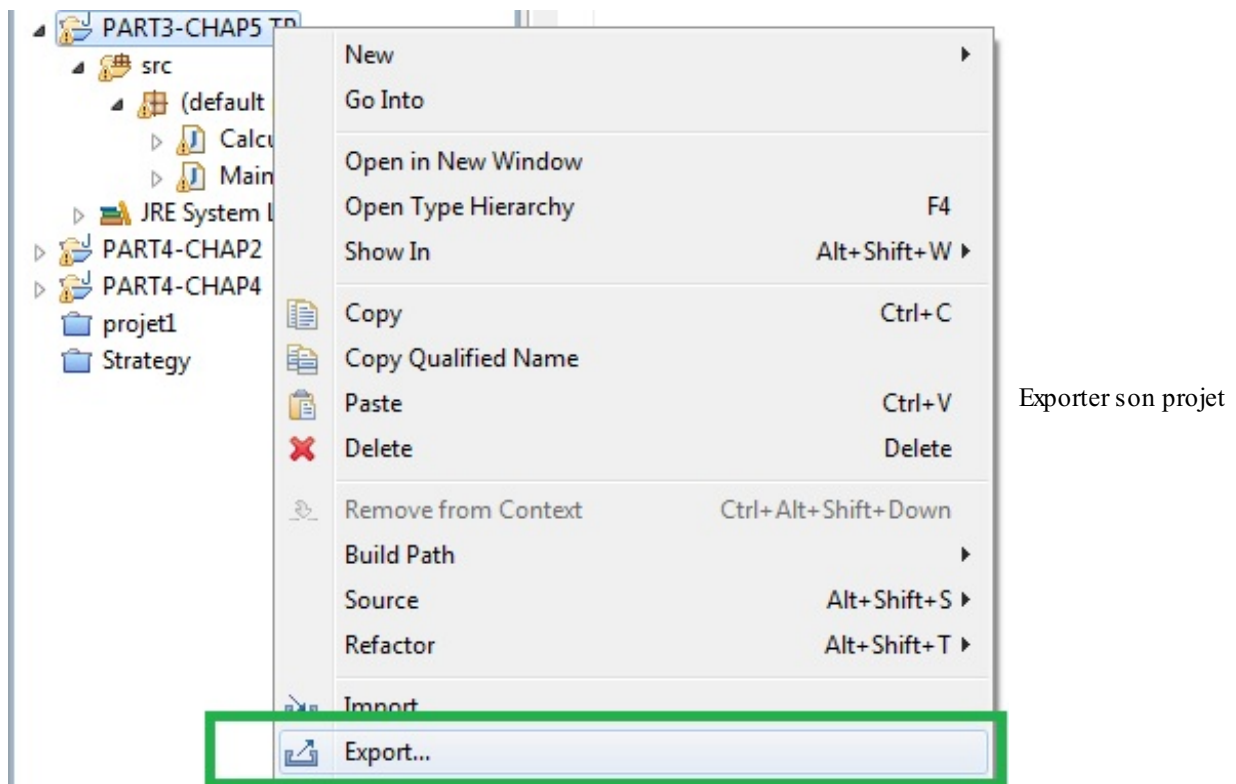 PART3-CHAP5 TP
src
(default
Calcu
Main
JRE System L
PART4-CHAP2
PART4-CHAP4
projet1
Strategy
New
Go Into
Open in New Window
Open Type Hierarchy F4
Show In Alt+Shift+W
Copy Ctrl+C
Copy Qualified Name
Paste Ctrl+V
Delete Delete
Remove from Context Ctrl+Alt+Shift+Down
Build Path
Source Alt+Shift+S
Refactor Alt+Shift+T
Import
Export...
Exporter son projet